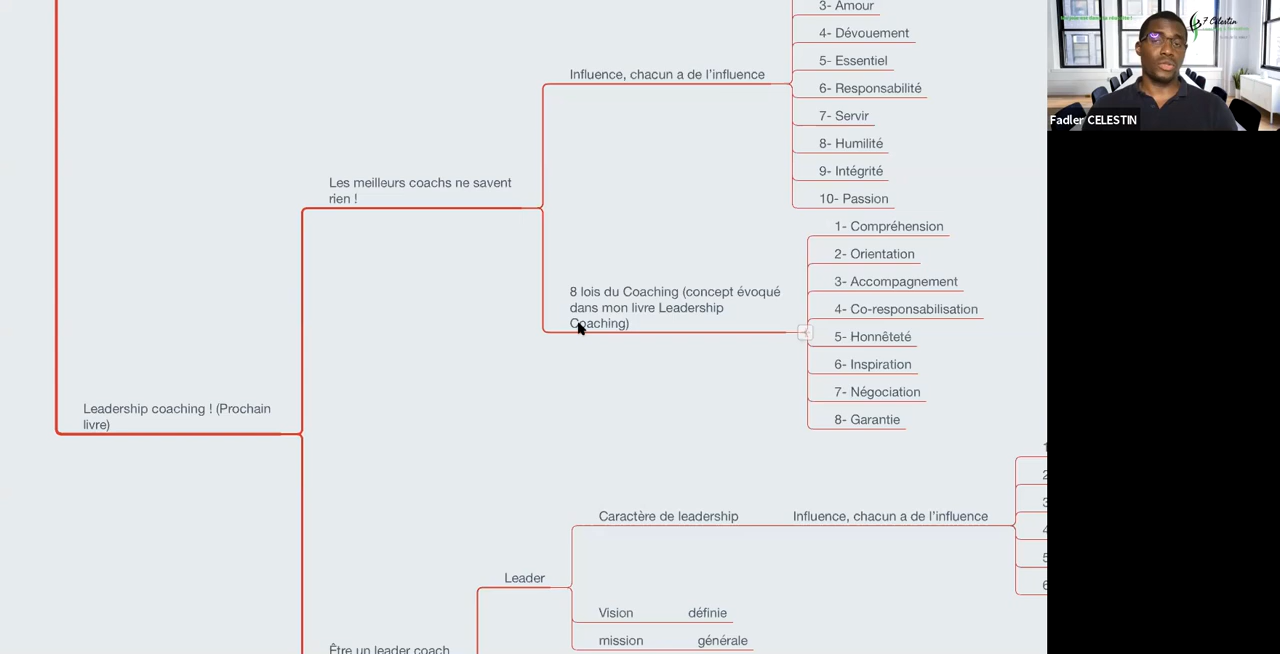 3- Amour
4- Dévouement
5- Essentiel
Influence, chacun a de l'influence
6- Responsabilité
7- Servir
8- Humilité
9- Intégrité
10- Passion
Les meilleurs coachs ne savent
rien !
1- Compréhension
2- Orientation
3- Accompagnement
8 lois du Coaching (concept évoqué
dans mon livre Leadership
Coaching)
4- Co-responsabilisation
5- Honnêteté
6- Inspiration
7- Négociation
8- Garantie
Leadership coaching ! (Prochain
livre)
Caractère de leadership
Influence, chacun a de l'influence
Leader
Vision
définie
mission
générale
Être un leader coach
7 Celestin
Fadler CELESTIN